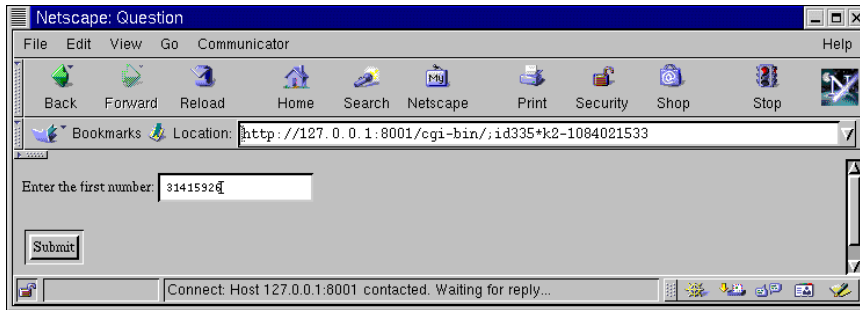 Netscape: Question
File Edit View Go Communicator Help
Back Forward Reload Home Search Netscape Print Security Shop Stop
Bookmarks Location: http://127.0.0.1:8001/cgi-bin/;id335*k2-1084021533
Enter the first number: 31415926
Submit
Connect: Host 127.0.0.1:8001 contacted. Waiting for reply...